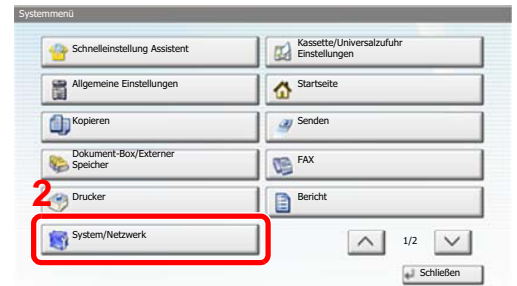 Systemmenü
Schnelleinstellung Assistent
Kassette/Universalzufuhr
Einstellungen
Allgemeine Einstellungen
Startseite
Kopieren
Senden
Dokument-Box/Externer
Speicher
FAX
2
Drucker
Bericht
System/Netzwerk
1/2
Schließen